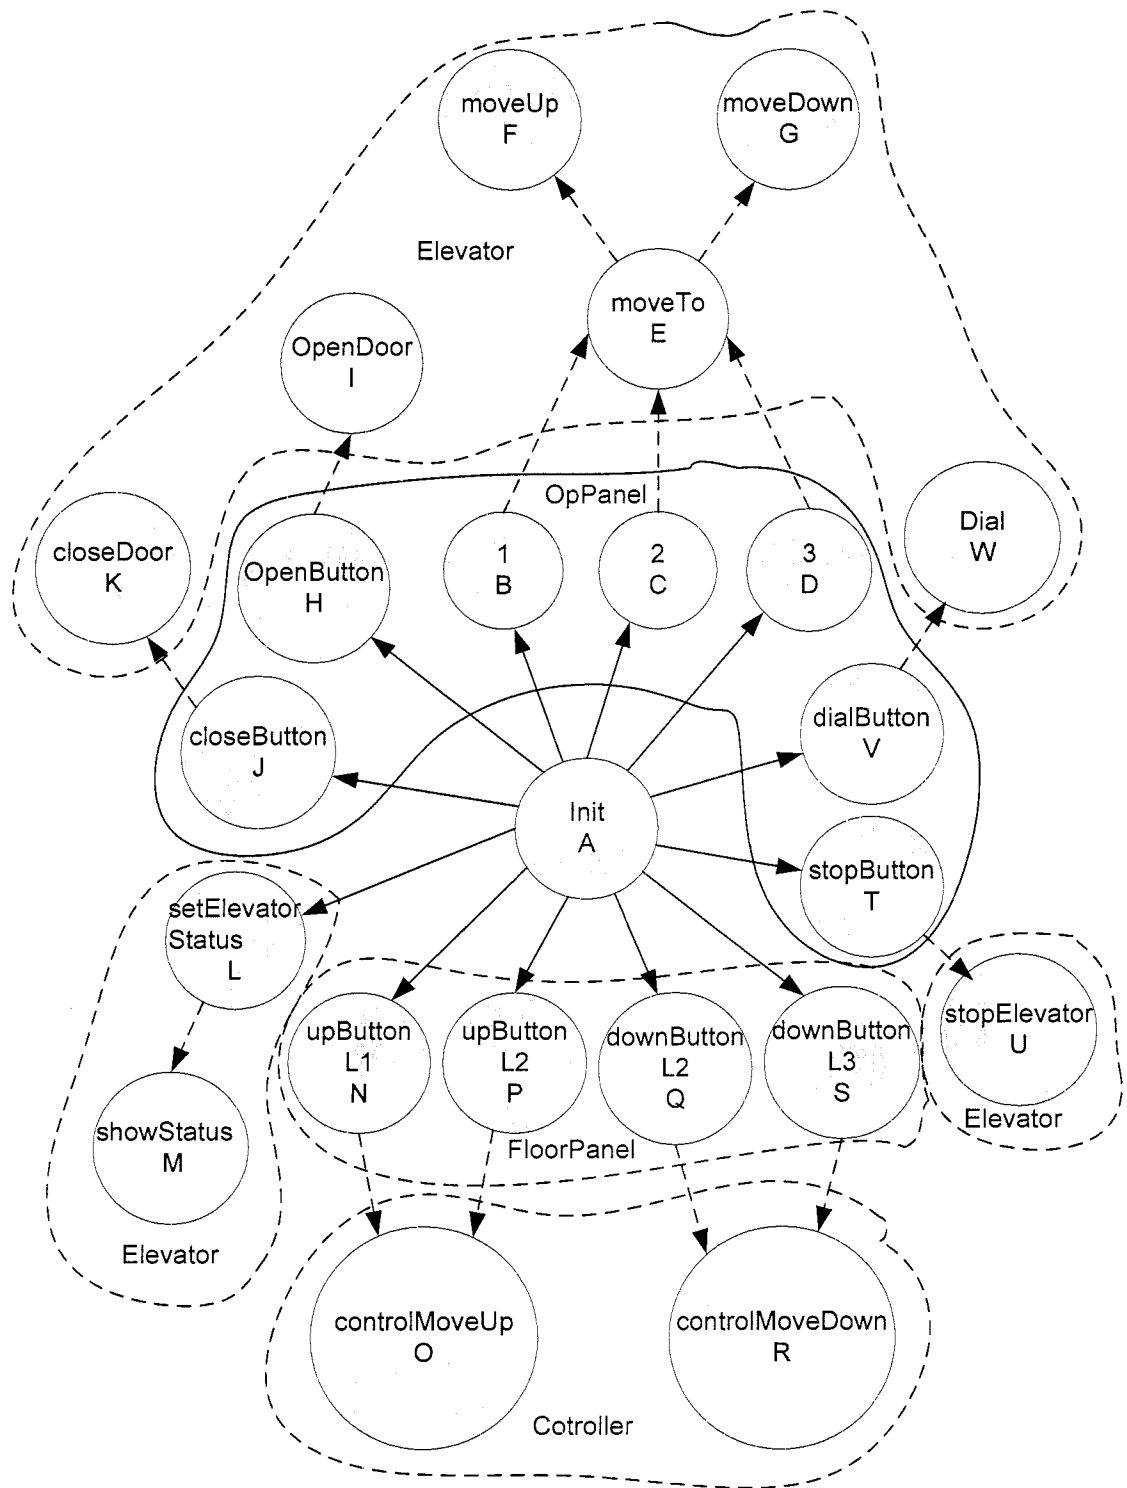 moveUp
F
moveDown
G
Elevator
moveTo
E
OpenDoor
I
OpPanel
closeDoor
K
OpenButton
H
1
B
2
C
3
D
Dial
W
closeButton
J
dialButton
V
Init
A
stopButton
T
setElevator
Status
L
upButton
L1
N
upButton
L2
P
downButton
L2
Q
downButton
L3
S
stopElevator
U
Elevator
showStatus
M
FloorPanel
Elevator
controlMoveUp
O
controlMoveDown
R
Cotroller